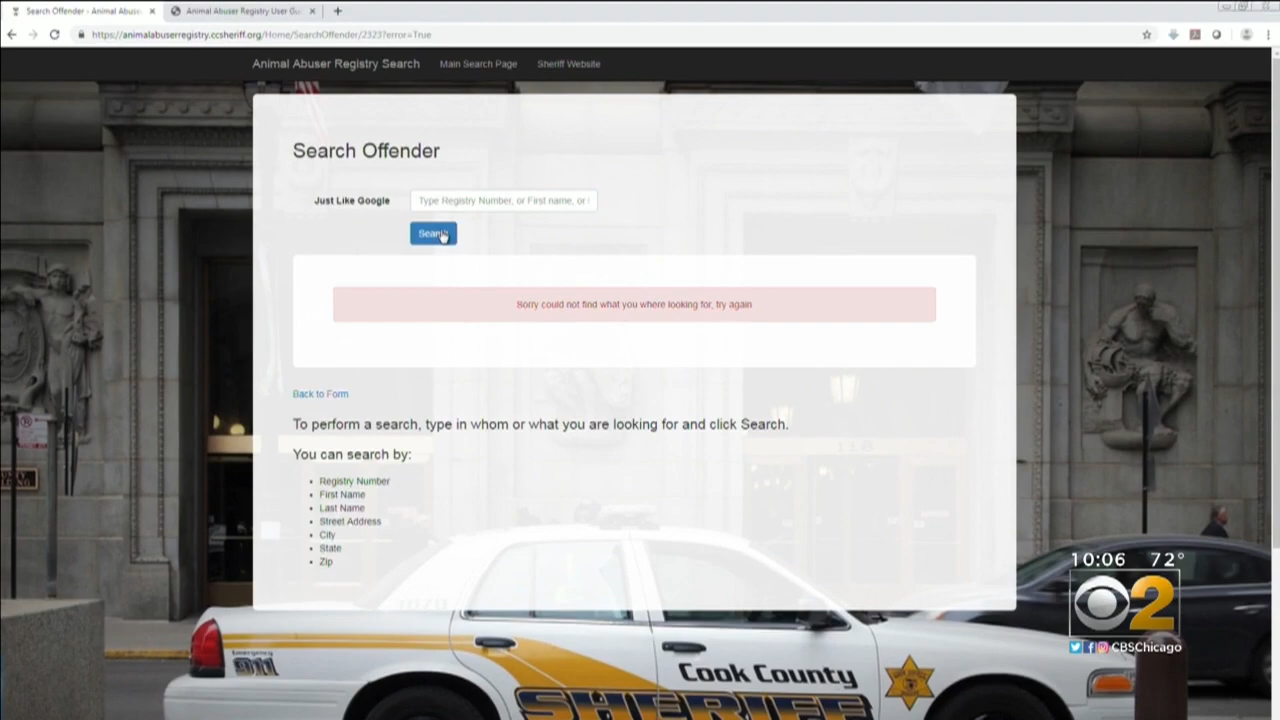 Search Offender - Animal Abuse
Animal Abuser Registry User Gu
https://animalabuserregistry.ccsheriff.org/Home/SearchOffender/2323?error=True
Animal Abuser Registry Search
Main Search Page
Sheriff Website
Search Offender
Just Like Google
Type Registry Number, or First name, or
Search
Sorry could not find what you where looking for, try again
Back to Form
To perform a search, type in whom or what you are looking for and click Search.
You can search by:
Registry Number
First Name
Last Name
Street Address
City
State
Zip
118
10:06 72°
2
CBSChicago
Emergency
911
Cook County
SHERIFF